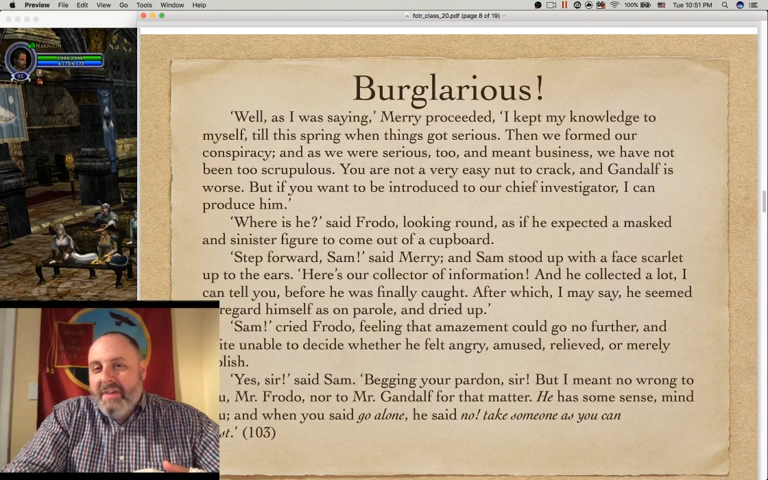 Preview File Edit View Go Tools Window Help
100% Tue 10:51 PM
fotr_class_20.pdf (page 8 of 19)
Burglarious!
‘Well, as I was saying,’ Merry proceeded, ‘I kept my knowledge to
myself, till this spring when things got serious. Then we formed our
conspiracy; and as we were serious, too, and meant business, we have not
been too scrupulous. You are not a very easy nut to crack, and Gandalf is
worse. But if you want to be introduced to our chief investigator, I can
produce him.’
‘Where is he?’ said Frodo, looking round, as if he expected a masked
and sinister figure to come out of a cupboard.
‘Step forward, Sam!’ said Merry; and Sam stood up with a face scarlet
up to the ears. ‘Here’s our collector of information! And he collected a lot, I
can tell you, before he was finally caught. After which, I may say, he seemed
regard himself as on parole, and dried up.’
‘Sam!’ cried Frodo, feeling that amazement could go no further, and
unable to decide whether he felt angry, amused, relieved, or merely
‘Yes, sir!’ said Sam. ‘Begging your pardon, sir! But I meant no wrong to
Mr. Frodo, nor to Mr. Gandalf for that matter. He has some sense, mind
and when you said go alone, he said no! take someone as you can
(103)